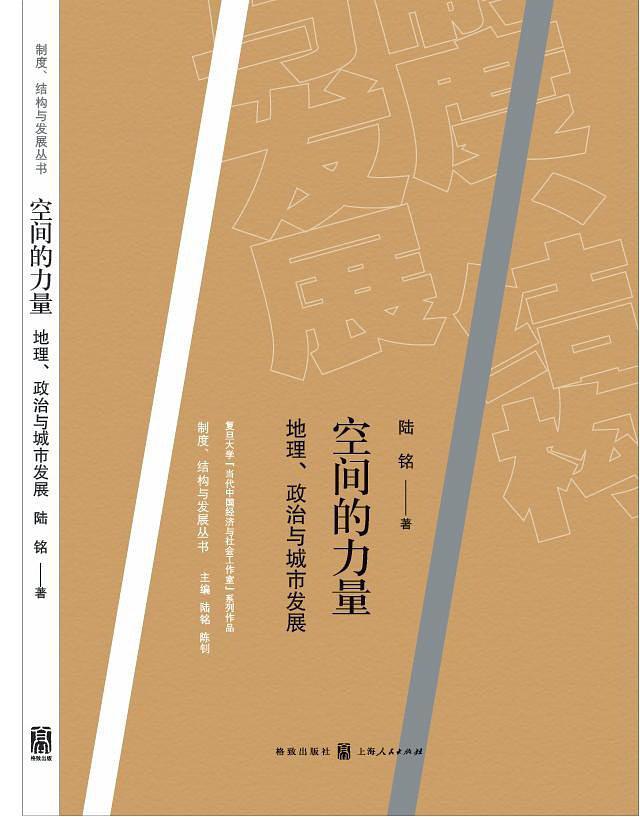 制度、结构与发展丛书
空间的力量
地理、政治与城市发展
陆 铭——著
格致出版
陆 铭——著
空间的力量
地理、政治与城市发展
复旦大学「当代中国经济与社会工作室」系列作品
制度、结构与发展丛书 主编 陆铭 陈钊
格致出版社 上海人民出版社